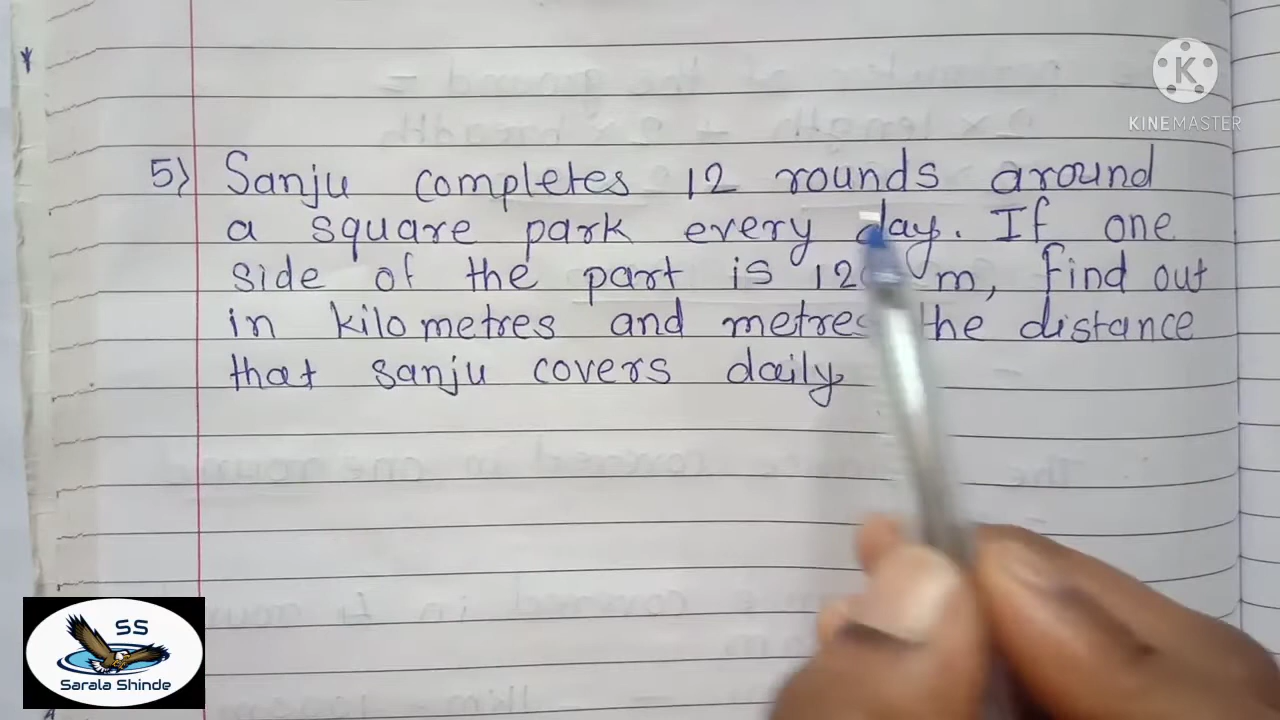 KINEMASTER
5) Sanju completes 12 rounds around
a square park every day. If one
side of the part is m, find out
in kilometres and metres the distance
that sanju covers daily.
SS
Sarala Shinde